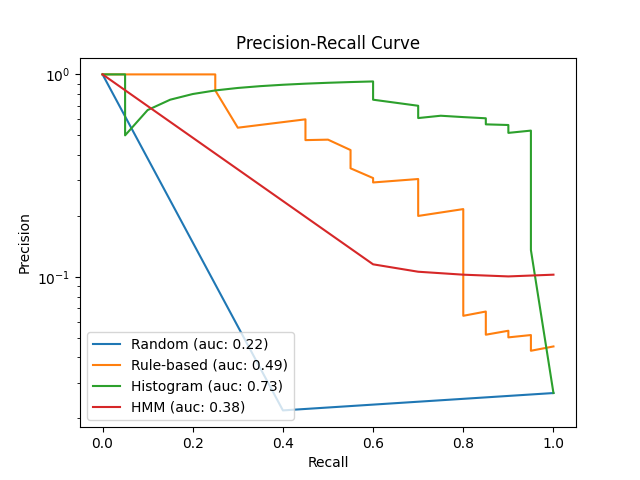 Precision-Recall Curve
Precision
10⁰
10⁻¹
Random (auc: 0.22)
Rule-based (auc: 0.49)
Histogram (auc: 0.73)
HMM (auc: 0.38)
0.0 0.2 0.4 0.6 0.8 1.0
Recall